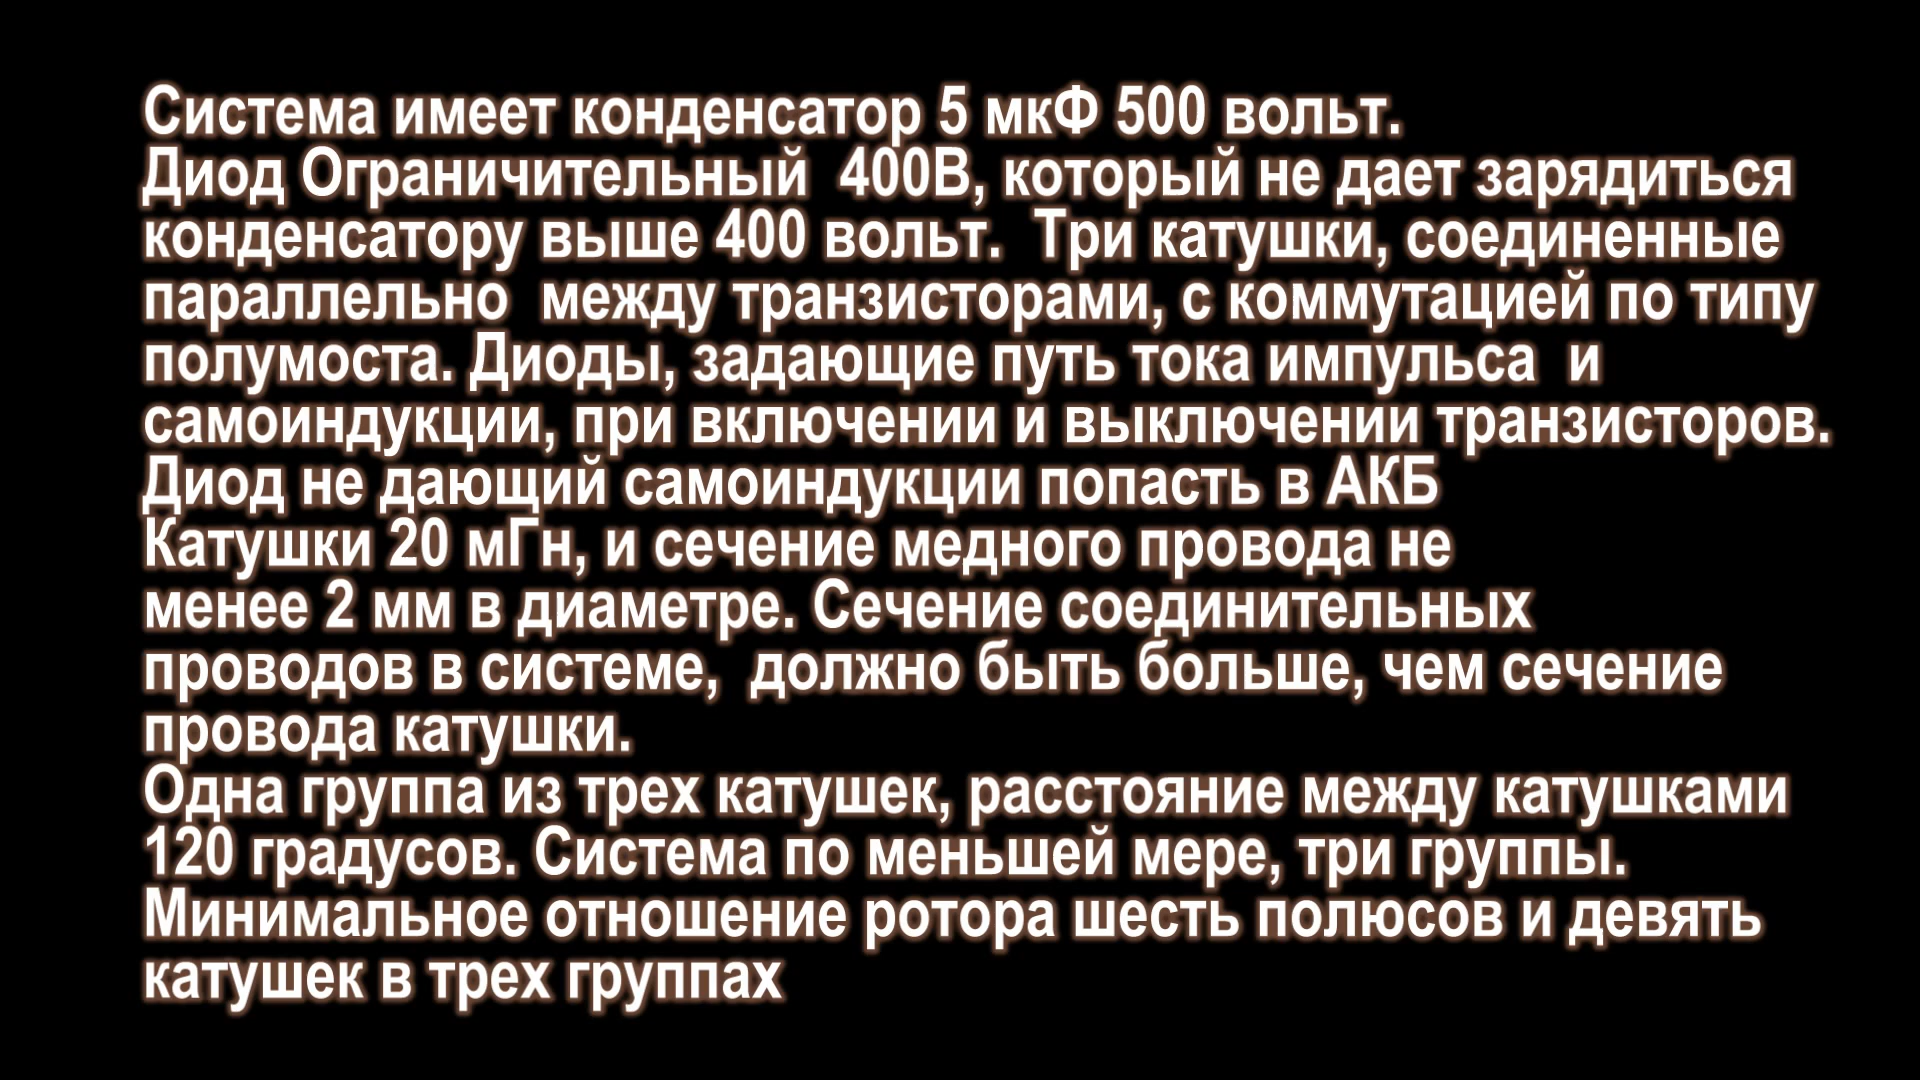 Система имеет конденсатор 5 мкФ 500 вольт.
Диод Ограничительный  400В, который не дает зарядиться
конденсатору выше 400 вольт.  Три катушки, соединенные
параллельно  между транзисторами, с коммутацией по типу
полумоста. Диоды, задающие путь тока импульса  и
самоиндукции, при включении и выключении транзисторов.
Диод не дающий самоиндукции попасть в АКБ
Катушки 20 мГн, и сечение медного провода не
менее 2 мм в диаметре. Сечение соединительных
проводов в системе,  должно быть больше, чем сечение
провода катушки.
Одна группа из трех катушек, расстояние между катушками
120 градусов. Система по меньшей мере, три группы.
Минимальное отношение ротора шесть полюсов и девять
катушек в трех группах